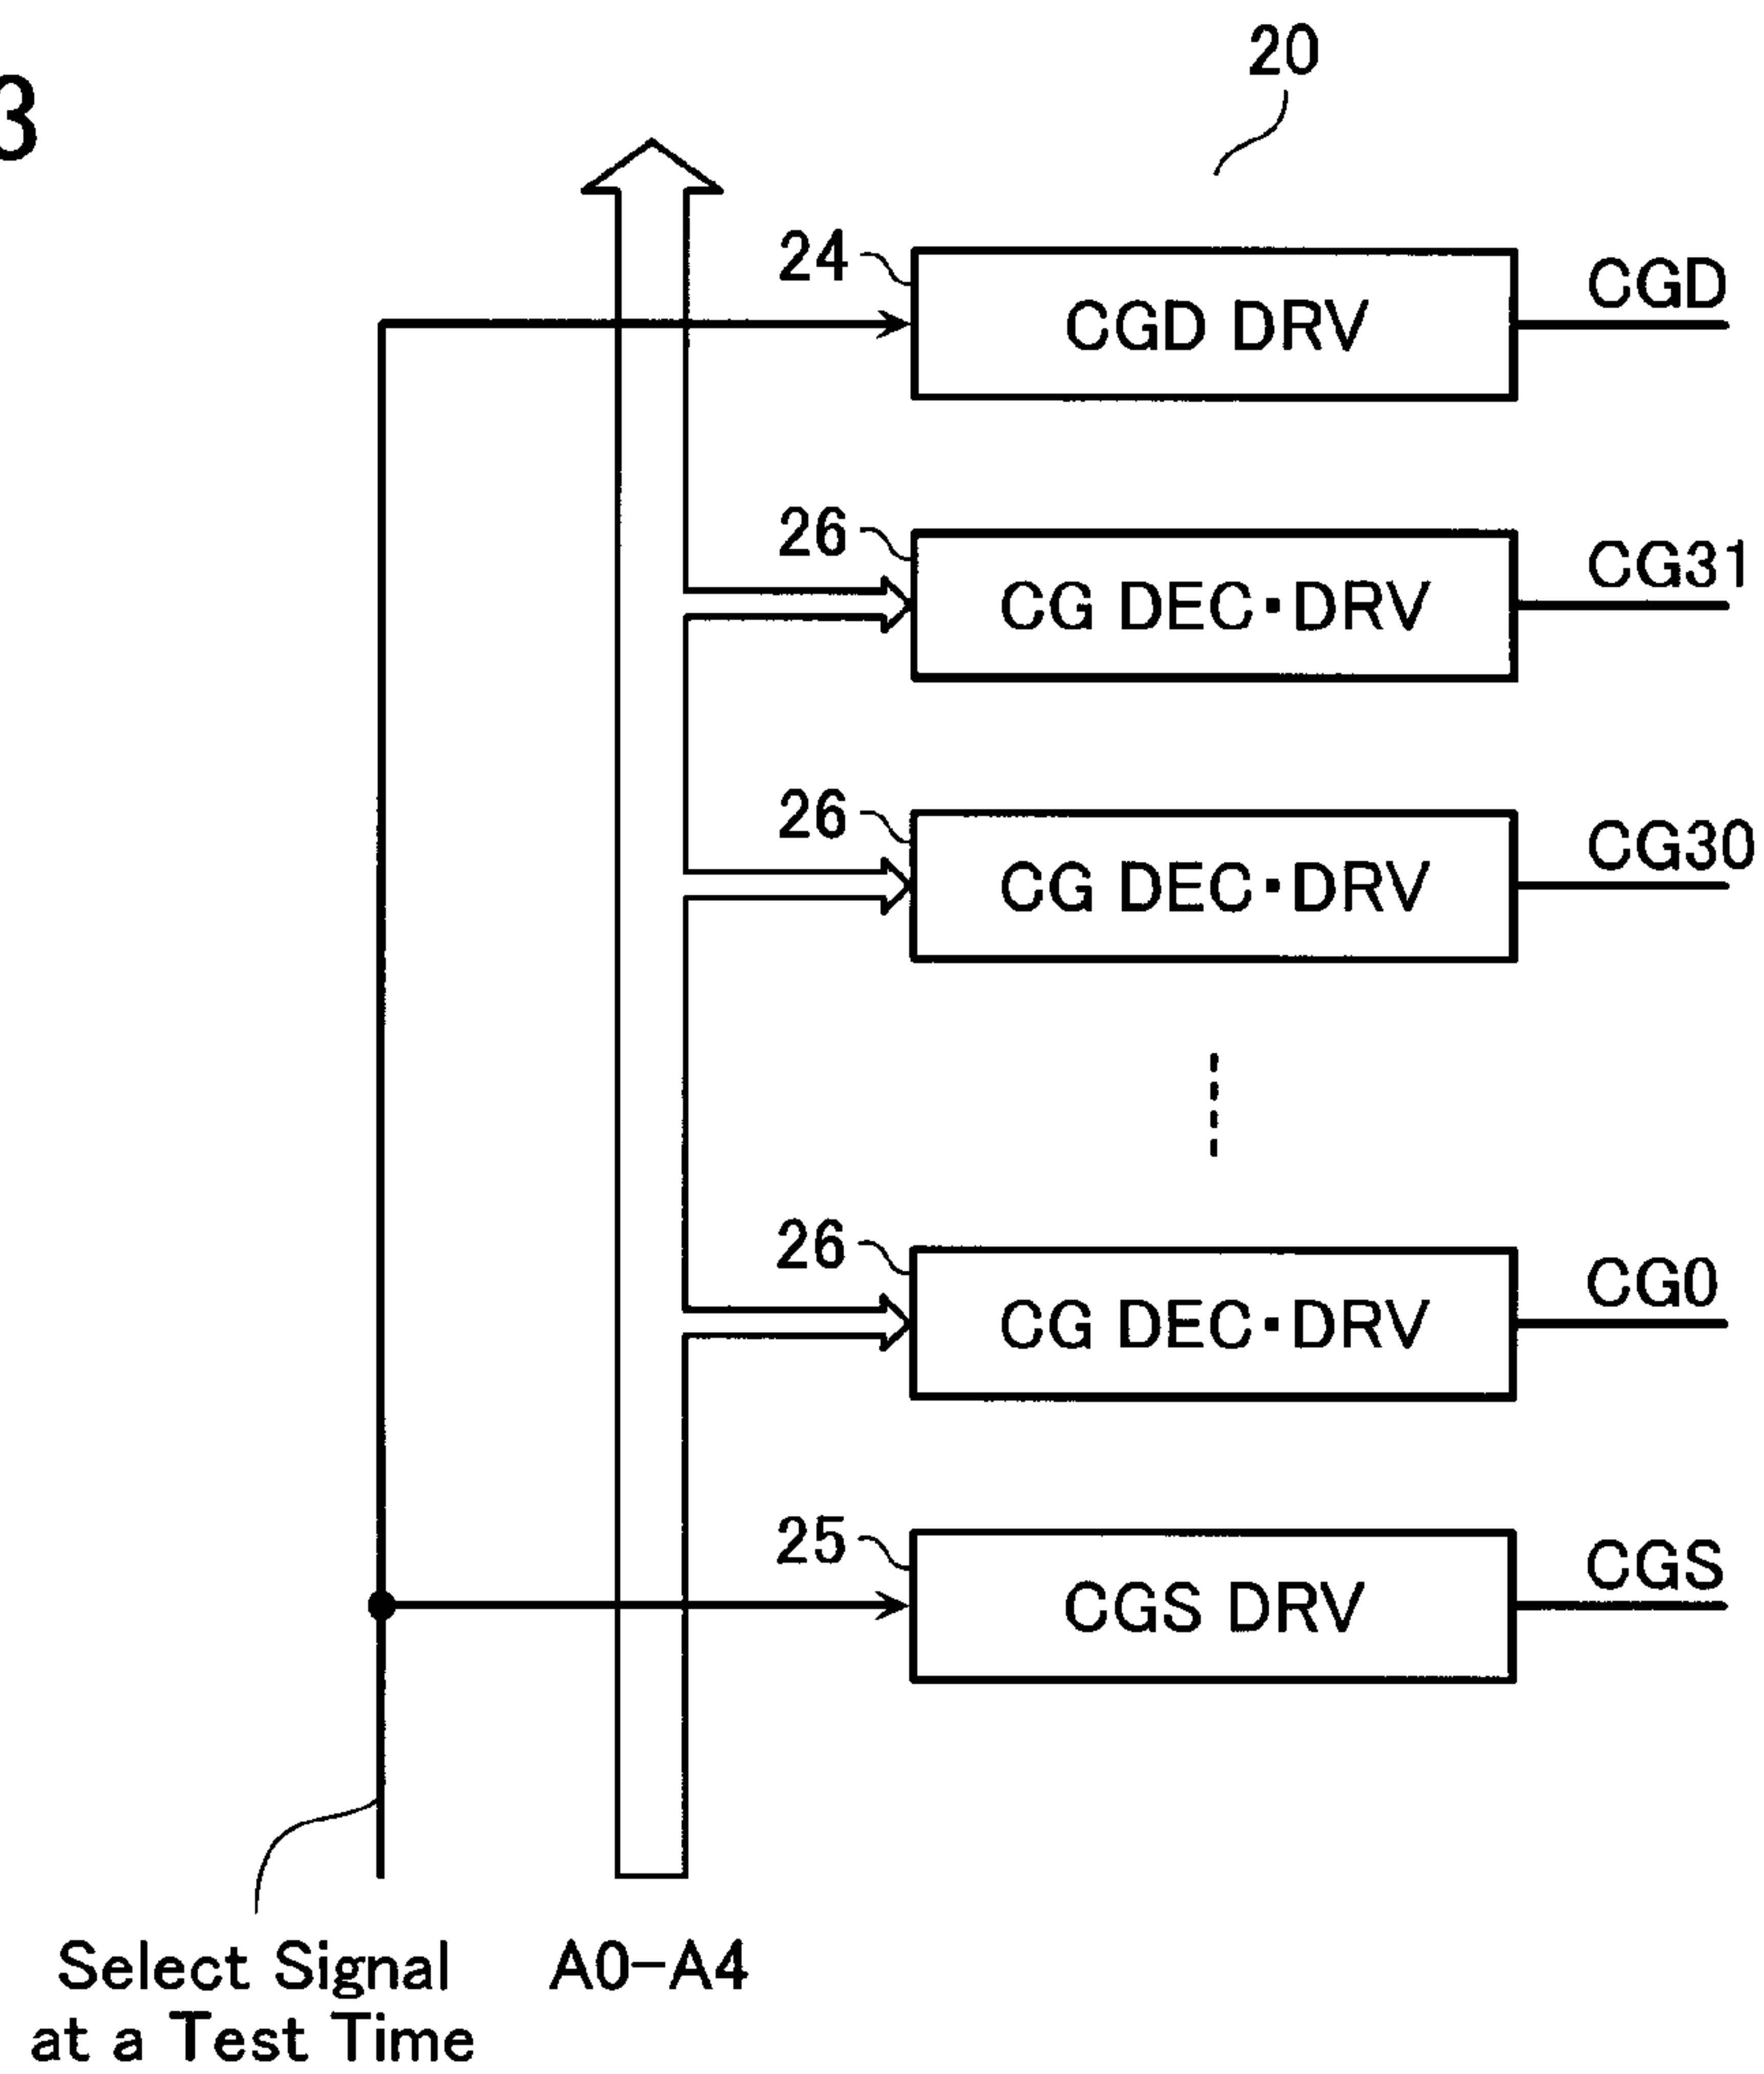 3
20
24
CGD DRV
CGD
26
CG DEC▪DRV
CG31
26
CG DEC▪DRV
CG30
26
CG DEC▪DRV
CG0
25
CGS DRV
CGS
Select Signal
at a Test Time
A0-A4